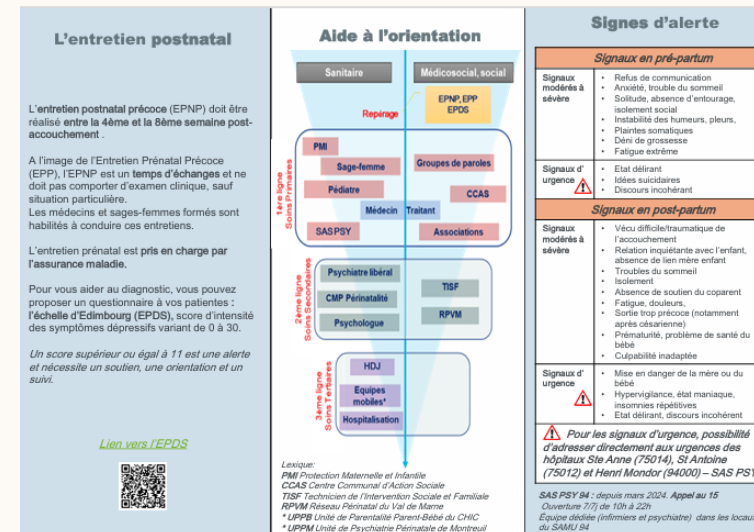 L'entretien postnatal
L'entretien postnatal précoce (EPNP) doit être
réalisé entre la 4ème et la 8ème semaine post-
accouchement .
A l'image de l'Entretien Prénatal Précoce
(EPP), l'EPNP est un temps d'échanges et ne
doit pas comporter d'examen clinique, sauf
situation particulière.
Les médecins et sages-femmes formés sont
habilités à conduire ces entretiens.
L'entretien prénatal est pris en charge par
l'assurance maladie.
Pour vous aider au diagnostic, vous pouvez
proposer un questionnaire à vos patientes :
l'échelle d'Edimbourg (EPDS), score d'intensité
des symptômes dépressifs variant de 0 à 30.
Un score supérieur ou égal à 11 est une alerte
et nécessite un soutien, une orientation et un
suivi.
Lien vers l'EPDS
Aide à l'orientation
Sanitaire
Médicosocial, social
Repérage
EPNP, EPP
EPDS
1ère ligne
Soins Primaires
PMI
Sage-femme
Groupes de paroles
Pédiatre
CCAS
Médecin Traitant
SAS PSY
Associations
2ème ligne
Soins Secondaires
Psychiatre libéral
TISF
CMP Périnatalité
RPVM
Psychologue
3ème ligne
Soins Tertiaires
HDJ
Equipes
mobiles*
Hospitalisation
Lexique:
PMI Protection Maternelle et Infantile
CCAS Centre Communal d'Action Sociale
TISF Technicien de l'Intervention Sociale et Familiale
RPVM Réseau Périnatal du Val de Marne
* UPPB Unité de Parentalité Parent-Bébé du CHIC
* UPPM Unité de Psychiatrie Périnatale de Montreuil
Signes d'alerte
Signaux en pré-partum
Signaux
modérés à
sévère
• Refus de communication
• Anxiété, trouble du sommeil
• Solitude, absence d'entourage,
isolement social
• Instabilité des humeurs, pleurs,
• Plaintes somatiques
• Déni de grossesse
• Fatigue extrême
Signaux d'
urgence
• Etat délirant
• Idées suicidaires
• Discours incohérant
Signaux en post-partum
Signaux
modérés à
sévère
• Vécu difficile/traumatique de
l'accouchement
• Relation inquiétante avec l'enfant,
absence de lien mère enfant
• Troubles du sommeil
• Isolement
• Absence de soutien du coparent
• Fatigue, douleurs,
• Sortie trop précoce (notamment
après césarienne)
• Prématurité, problème de santé du
bébé
• Culpabilité inadaptée
Signaux d'
urgence
• Mise en danger de la mère ou du
bébé
• Hypervigilance, état maniaque,
insomnies répétitives
• Etat délirant, discours incohérent
Pour les signaux d'urgence, possibilité
d'adresser directement aux urgences des
hôpitaux Ste Anne (75014), St Antoine
(75012) et Henri Mondor (94000) – SAS PSY
SAS PSY 94 : depuis mars 2024. Appel au 15
Ouverture 7/7j de 10h à 22h
Equipe dédiée (infirmiers et psychiatre) dans les locaux
du SAMU 94